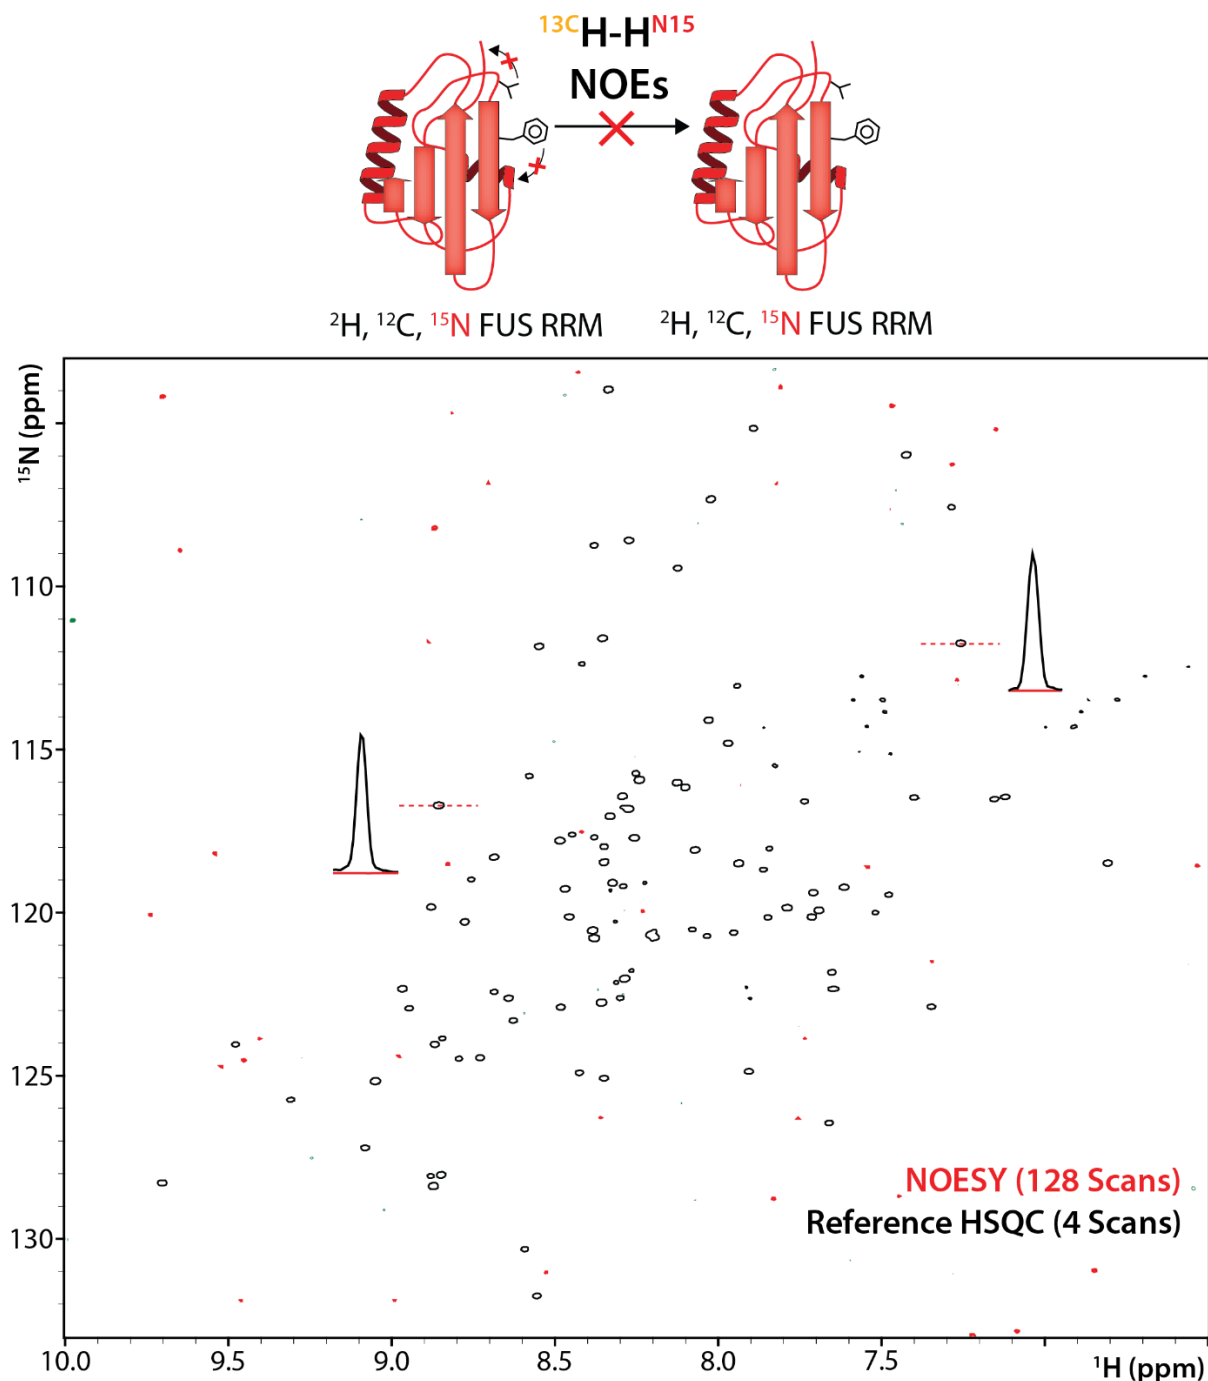 13CH-HN15
NOEs
2H, 12C, 15N FUS RRM
2H, 12C, 15N FUS RRM
15N (ppm)
110
115
120
125
130
NOESY (128 Scans)
Reference HSQC (4 Scans)
10.0 9.5 9.0 8.5 8.0 7.5
1H (ppm)